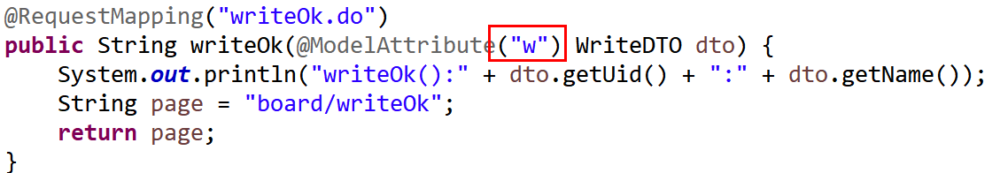 @RequestMapping("writeOk.do")
public String writeOk(@ModelAttribute("w") WriteDTO dto) {
    System.out.println("writeOk():" + dto.getUid() + ":" + dto.getName());
    String page = "board/writeOk";
    return page;
}